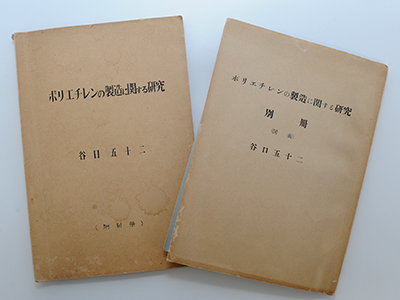 ポリエチレンの製造に関する研究
谷口五十二
ポリエチレンの製造に関する研究
別冊
谷口五十二